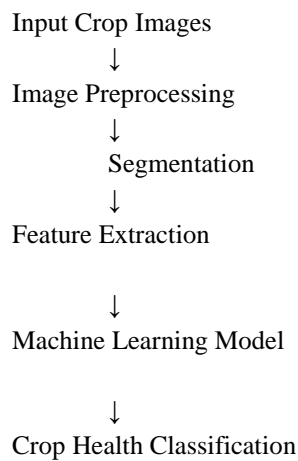 Input Crop Images
↓
Image Preprocessing
↓
Segmentation
↓
Feature Extraction
↓
Machine Learning Model
↓
Crop Health Classification